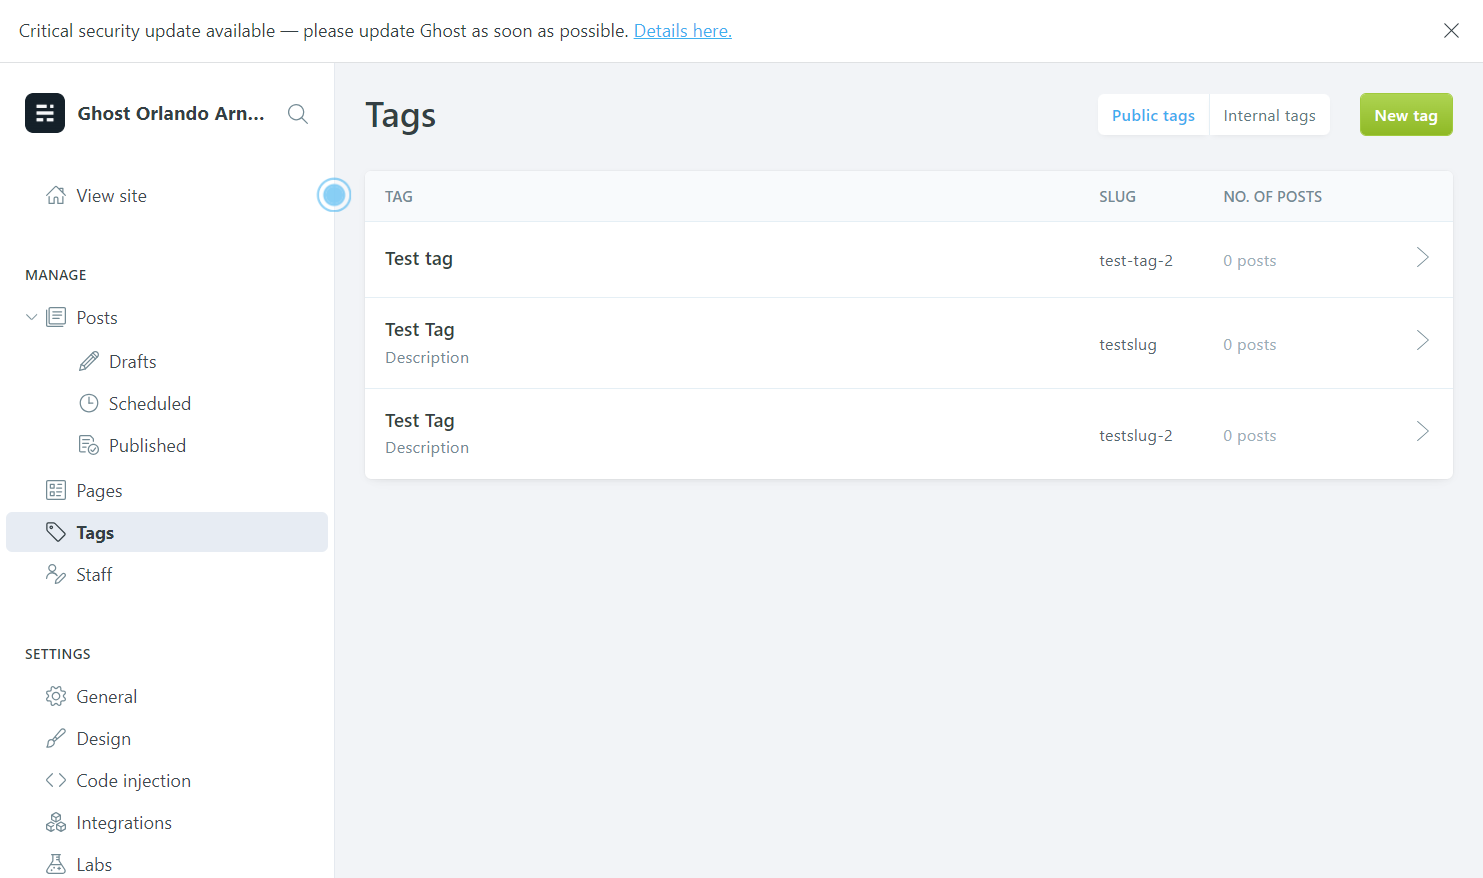 Critical security update available — please update Ghost as soon as possible. Details here.
Ghost Orlando Arn...
View site
MANAGE
Posts
Drafts
Scheduled
Published
Pages
Tags
Staff
SETTINGS
General
Design
Code injection
Integrations
Labs
Tags
Public tags Internal tags
New tag
TAG SLUG NO. OF POSTS
Test tag test-tag-2 0 posts
Test Tag
Description testslug 0 posts
Test Tag
Description testslug-2 0 posts